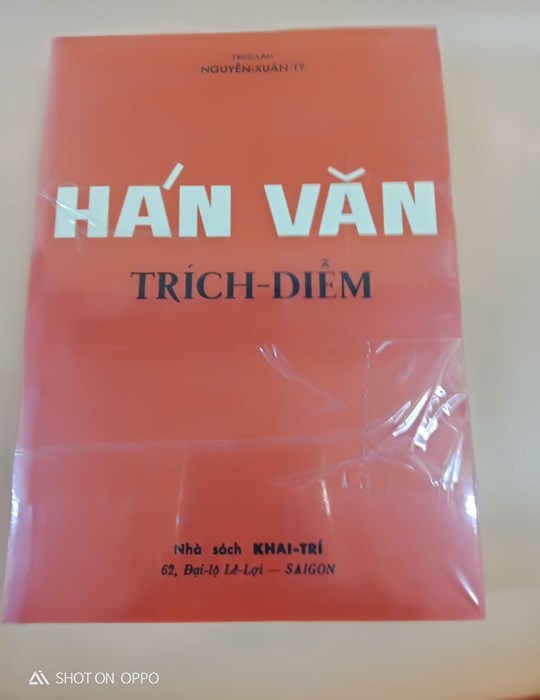 TRÚC-LÂM
NGUYỄN-XUÂN-TÝ
HÁN VĂN
TRÍCH-DIỄM
Nhà sách KHAI-TRÍ
62, Đại-lộ Lê-Lợi — SAIGON
SHOT ON OPPO